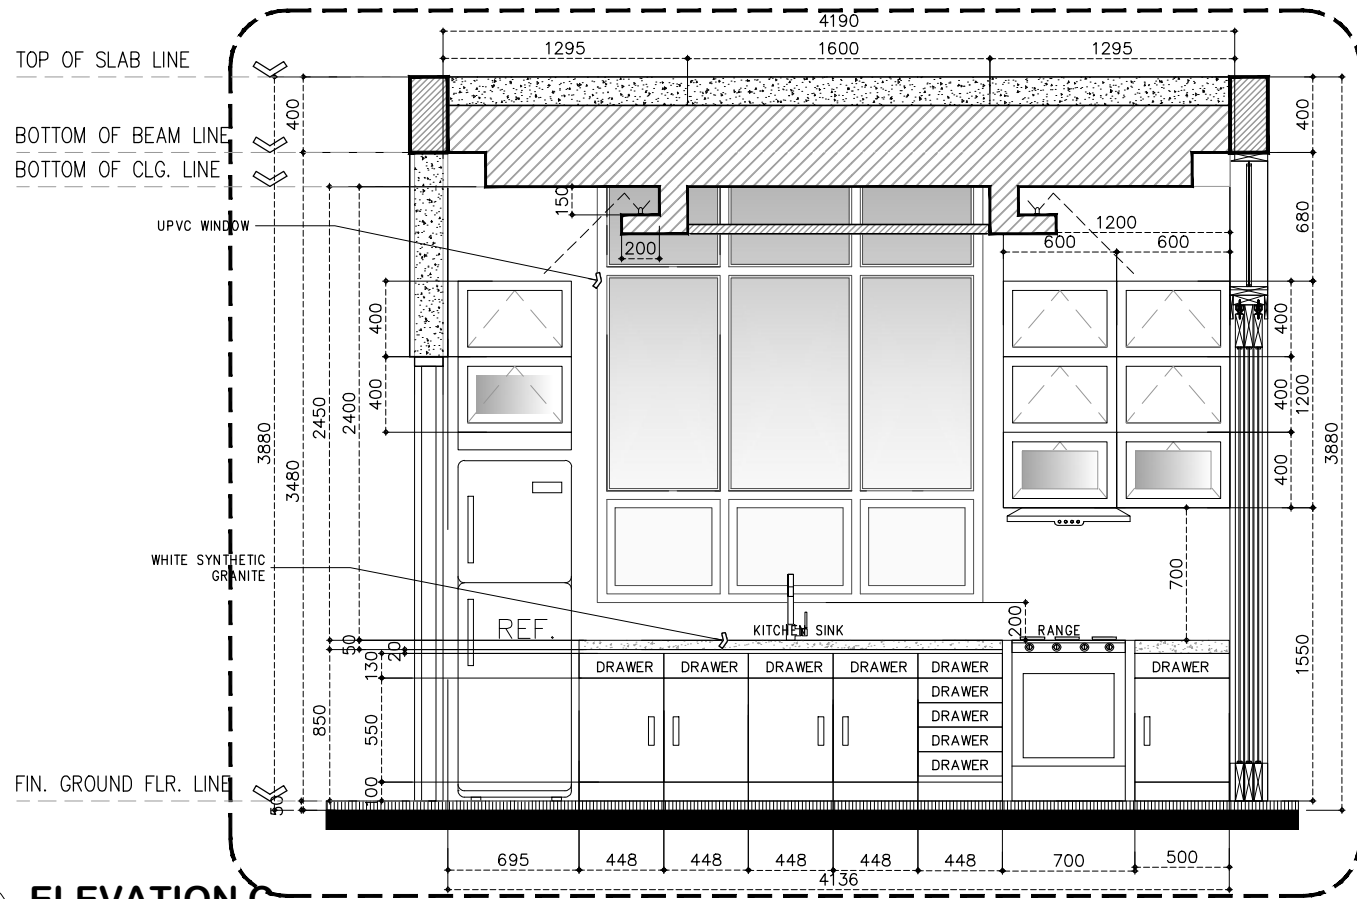 4190
1295 1600 1295
TOP OF SLAB LINE
400
400
BOTTOM OF BEAM LINE
BOTTOM OF CLG. LINE
150
UPVC WINDOW
200
1200
600 600
680
400
400
400
400
400
1200
2450
2400
3880
3480
3880
WHITE SYNTHETIC
GRANITE
700
200
REF.
KITCHEN SINK
RANGE
50
20
130
DRAWER DRAWER DRAWER DRAWER DRAWER DRAWER
DRAWER
DRAWER
DRAWER
DRAWER
850
550
1550
100
FIN. GROUND FLR. LINE
50
695 448 448 448 448 448 700 500
4136
ELEVATION C